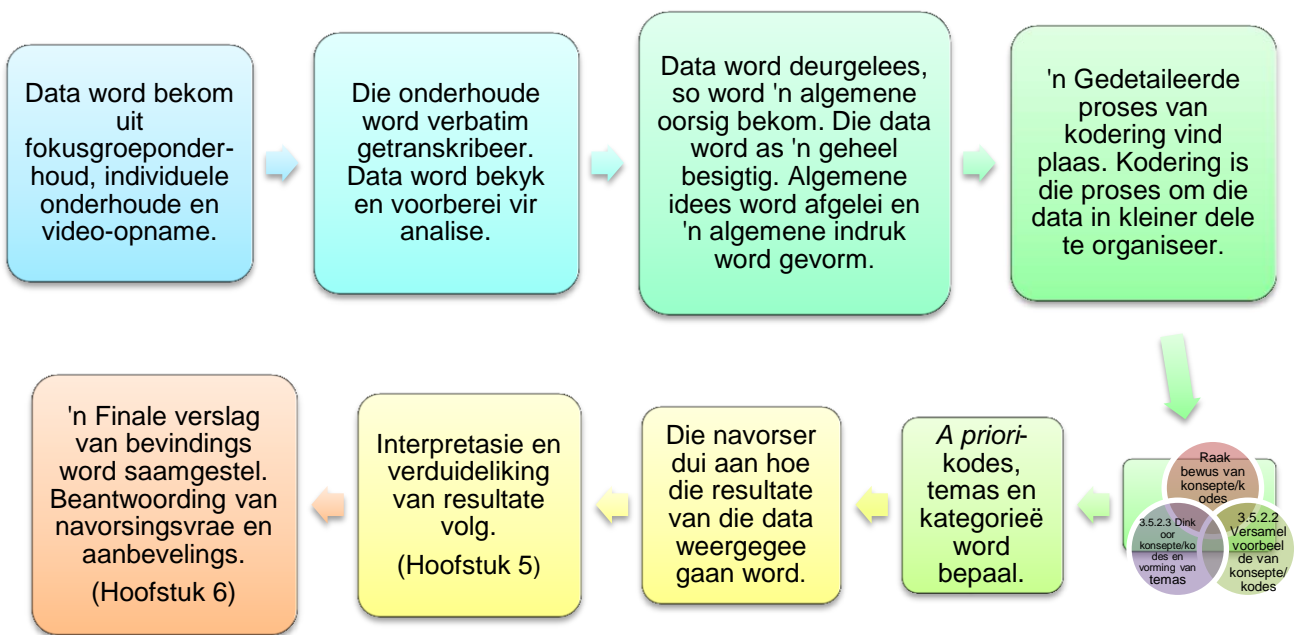 Data word bekom
uit
fokusgroeponder-
houd, individuele
onderhoude en
video-opname.
Die onderhoude
word verbatim
getranskribeer.
Data word bekyk
en voorberei vir
analise.
Data word deurgelees,
so word 'n algemene
oorsig bekom. Die data
word as 'n geheel
besigtig. Algemene
idees word afgelei en
'n algemene indruk
word gevorm.
'n Gedetaileerde
proses van
kodering vind
plaas. Kodering is
die proses om die
data in kleiner dele
te organiseer.
Raak
bewus van
konsepte/k
odes
3.5.2.2
Versamel
voorbeel
de van
konsepte/
kodes
3.5.2.3 Dink
oor
konsepte/ko
des en
vorming van
temas
A priori-
kodes,
temas en
kategorieë
word
bepaal.
Die navorser
dui aan hoe
die resultate
van die data
weergegee
gaan word.
Interpretasie en
verduideliking
van resultate
volg.
(Hoofstuk 5)
'n Finale verslag
van bevindings
word saamgestel.
Beantwoording van
navorsingsvrae en
aanbevelings.
(Hoofstuk 6)